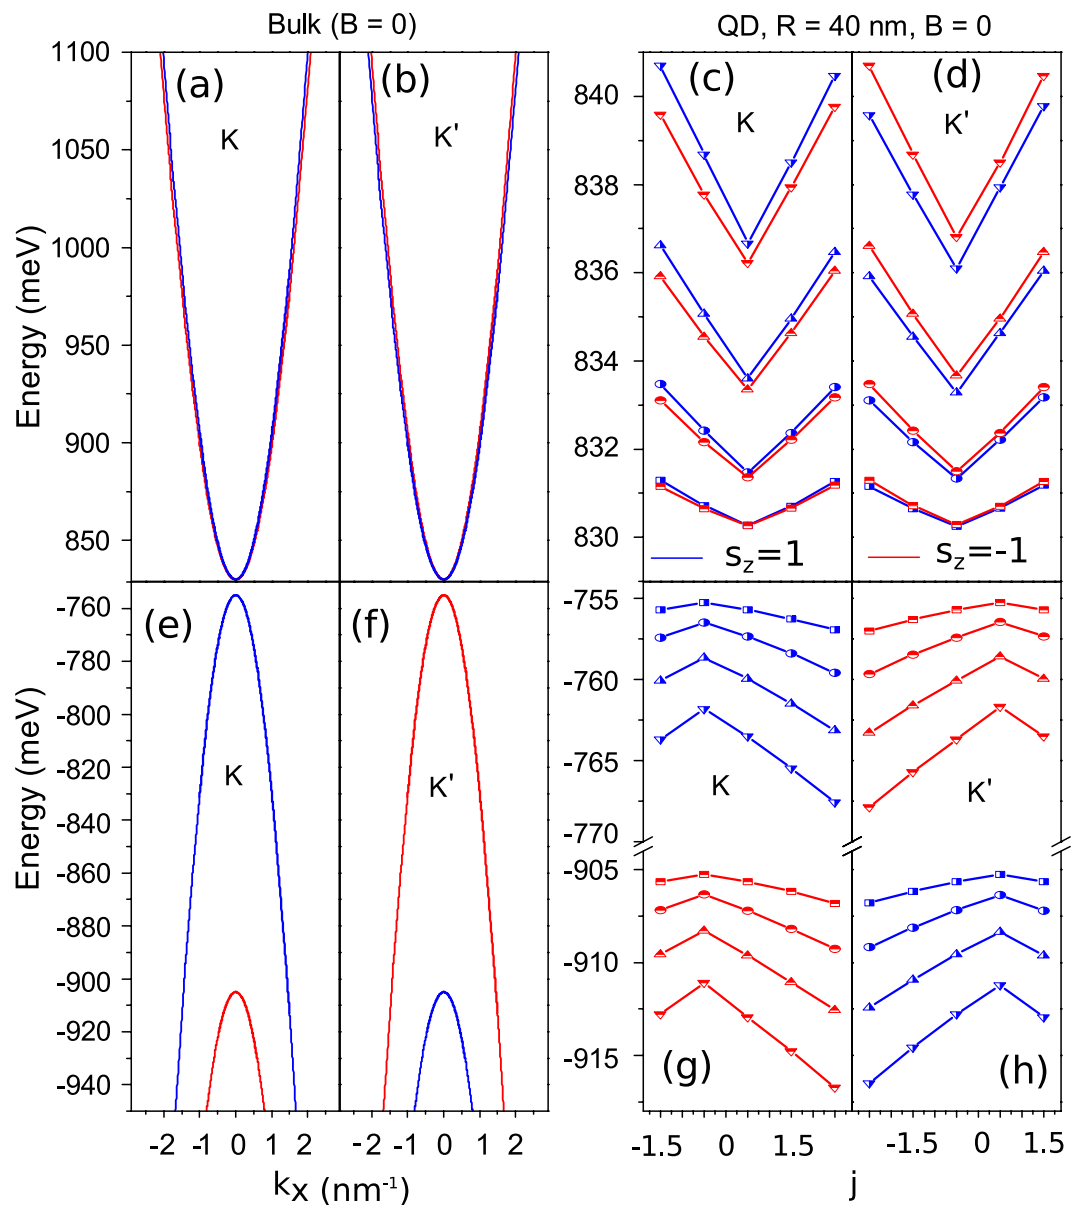 Bulk (B = 0)
QD, R = 40 nm, B = 0
1100
1050
1000
950
900
850
Energy (meV)
(a)
K
(b)
K'
840
838
836
834
832
830
(c)
K
(d)
K'
s_z=1
s_z=-1
-760
-780
-800
-820
-840
-860
-880
-900
-920
-940
Energy (meV)
(e)
K
(f)
K'
-755
-760
-765
-770
-905
-910
-915
K
K'
(g)
(h)
-2 -1 0 1 2
-2 -1 0 1 2
-1.5 0 1.5
-1.5 0 1.5
kx (nm⁻¹)
j